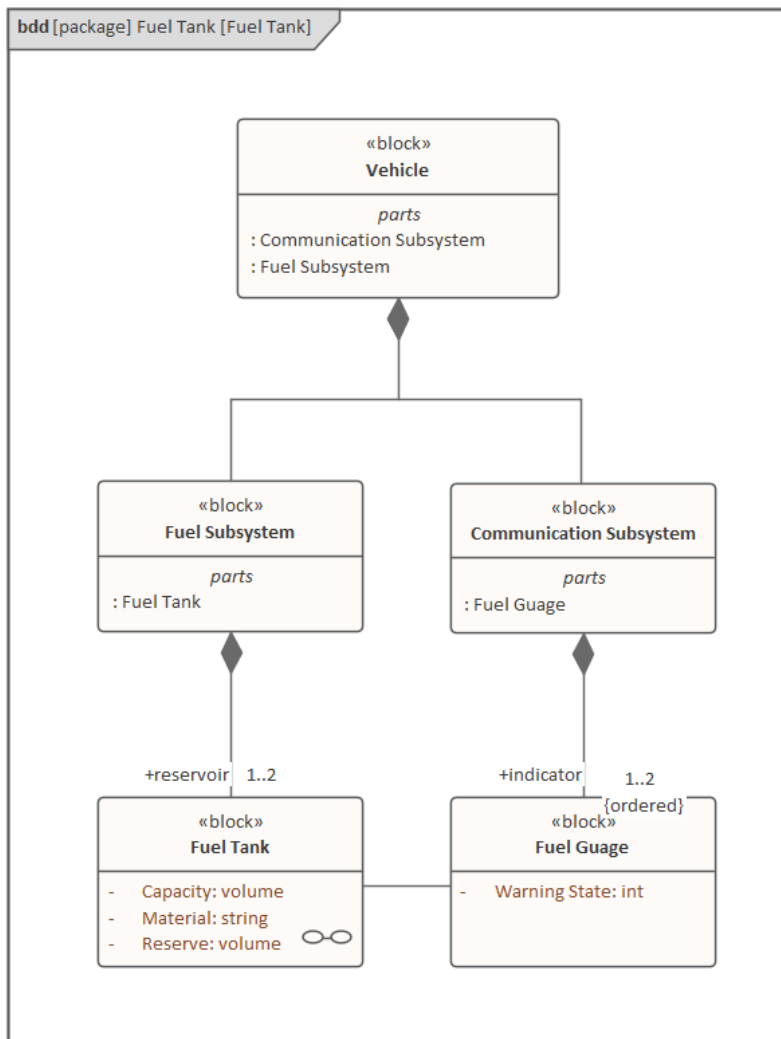 bdd [package] Fuel Tank [Fuel Tank]
«block»
Vehicle
parts
: Communication Subsystem
: Fuel Subsystem
«block»
Fuel Subsystem
parts
: Fuel Tank
«block»
Communication Subsystem
parts
: Fuel Guage
+reservoir 1..2
+indicator 1..2
{ordered}
«block»
Fuel Tank
- Capacity: volume
- Material: string
- Reserve: volume
«block»
Fuel Guage
- Warning State: int